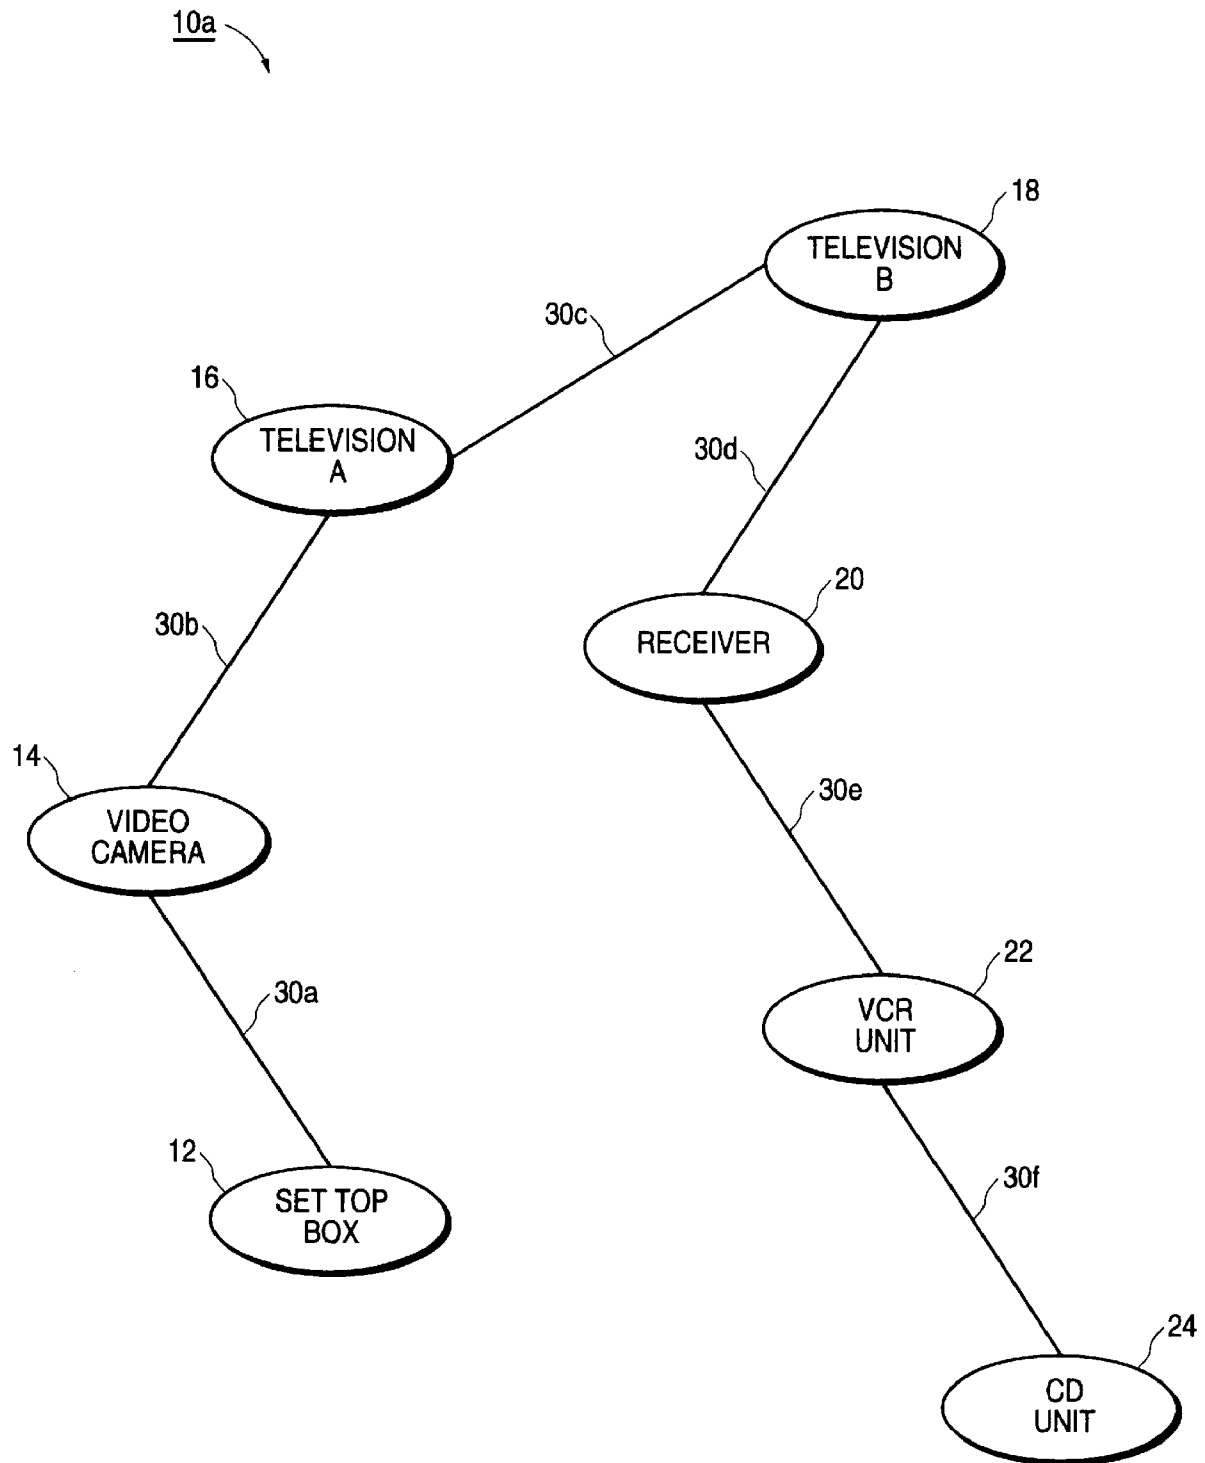 10a
18
TELEVISION
B
30c
16
TELEVISION
A
30d
20
RECEIVER
30b
14
VIDEO
CAMERA
30e
22
VCR
UNIT
30a
12
SET TOP
BOX
30f
24
CD
UNIT